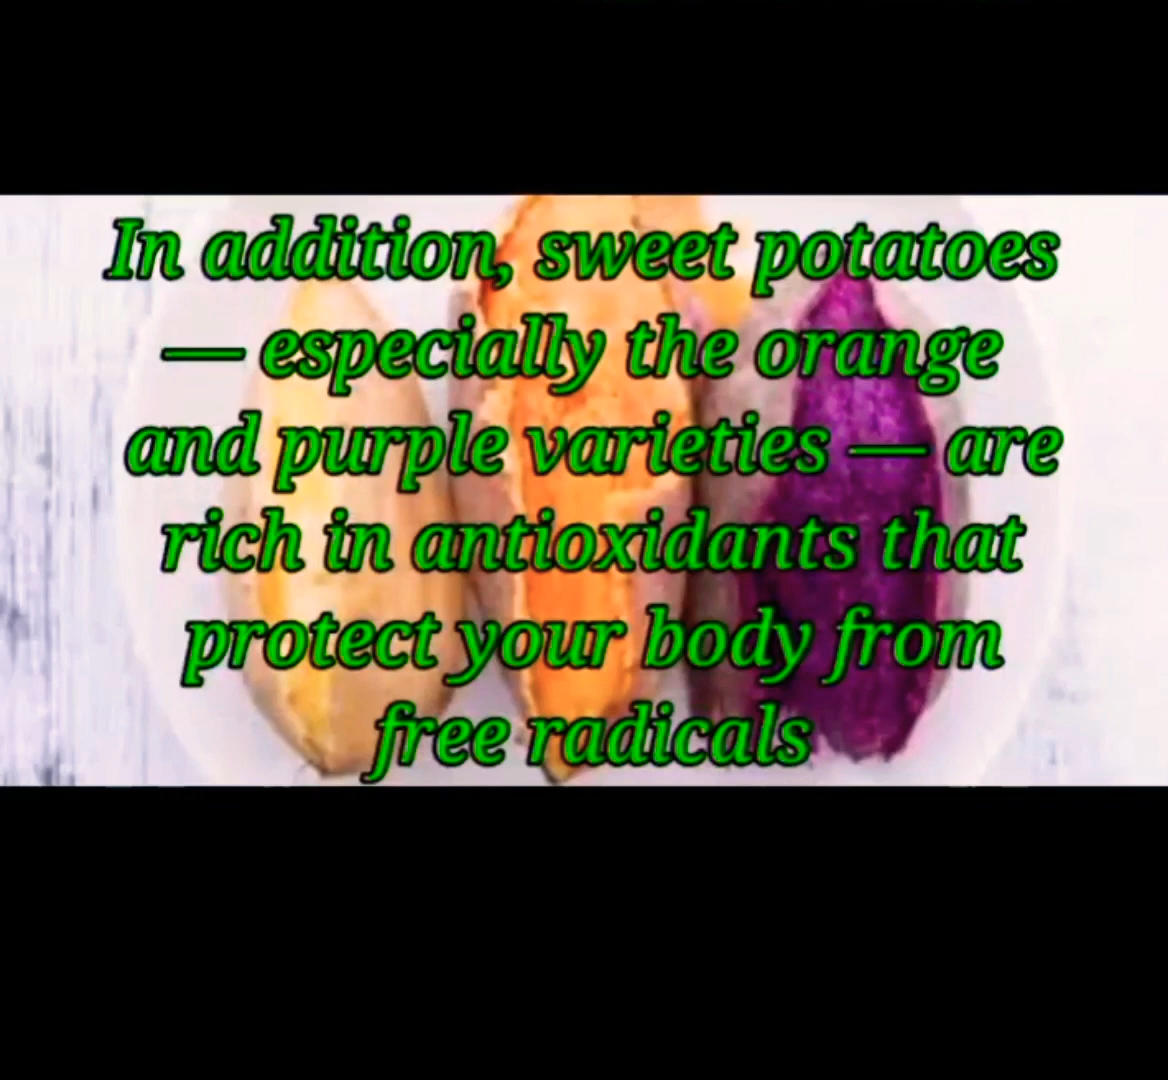 In addition, sweet potatoes
— especially the orange
and purple varieties — are
rich in antioxidants that
protect your body from
free radicals